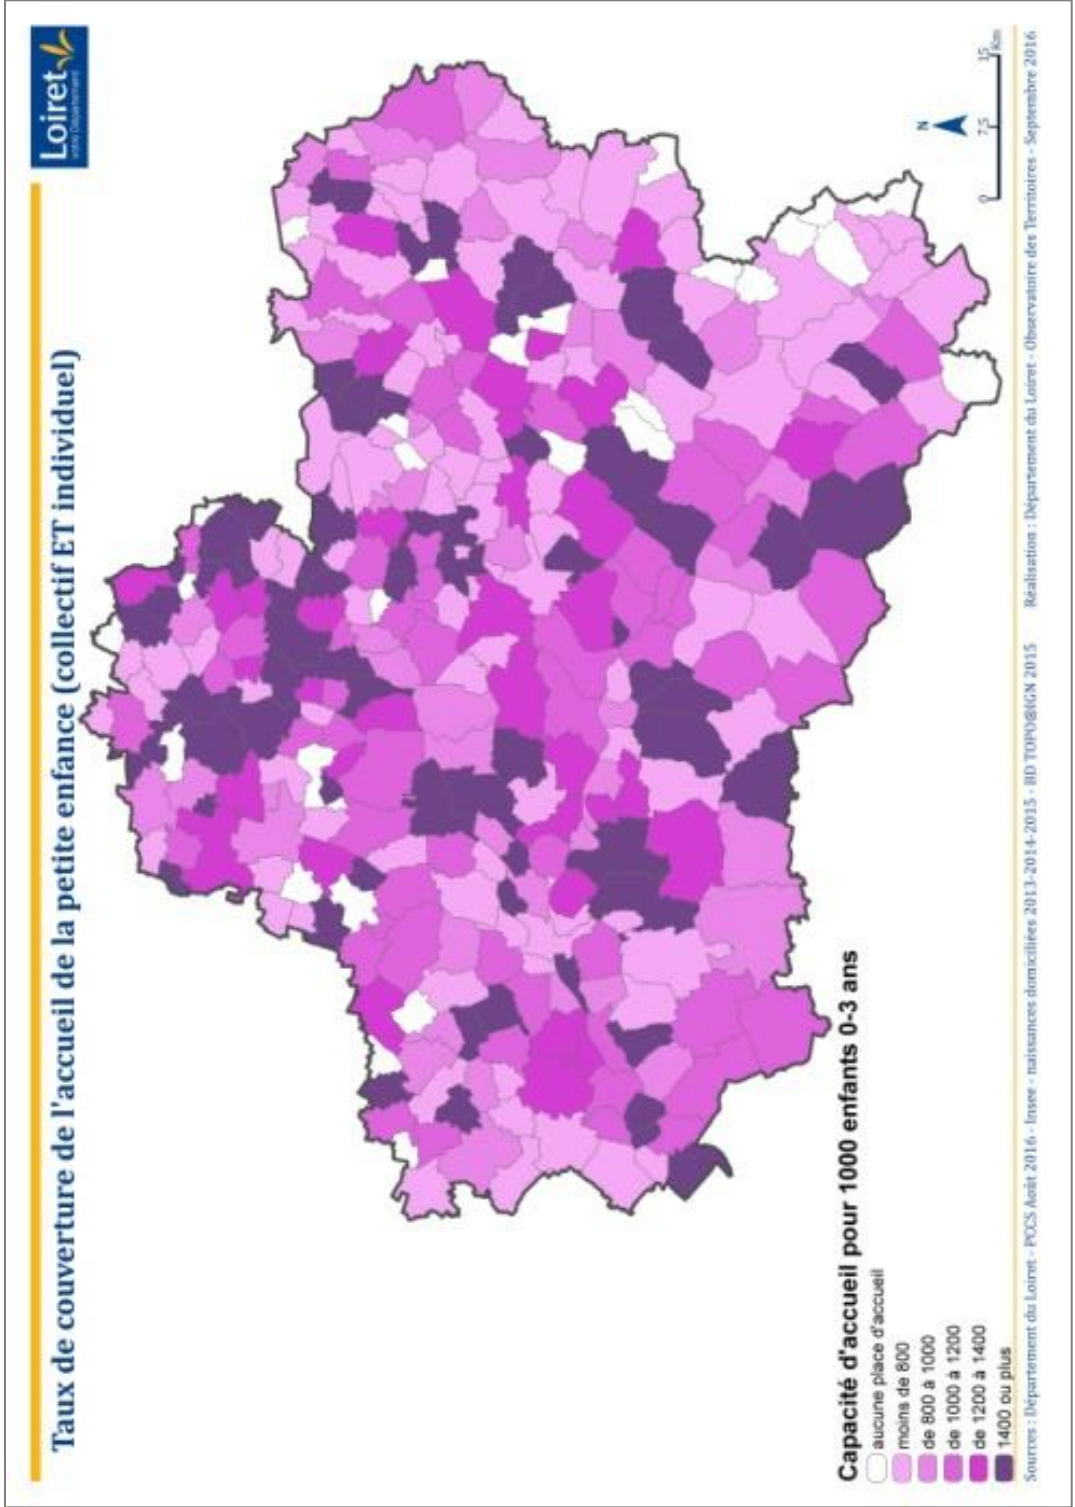 Taux de couverture de l'accueil de la petite enfance (collectif ET individuel)
Loiret
votre Département
Capacité d'accueil pour 1000 enfants 0-3 ans
aucune place d'accueil
moins de 800
de 800 à 1000
de 1000 à 1200
de 1200 à 1400
1400 ou plus
N
0 7,5 15
Km
Sources : Département du Loiret - PCCS Août 2016 - Insee - naissances domiciliées 2013-2014-2015 - BD TOPO®IGN 2015
Réalisation : Département du Loiret - Observatoire des Territoires - Septembre 2016